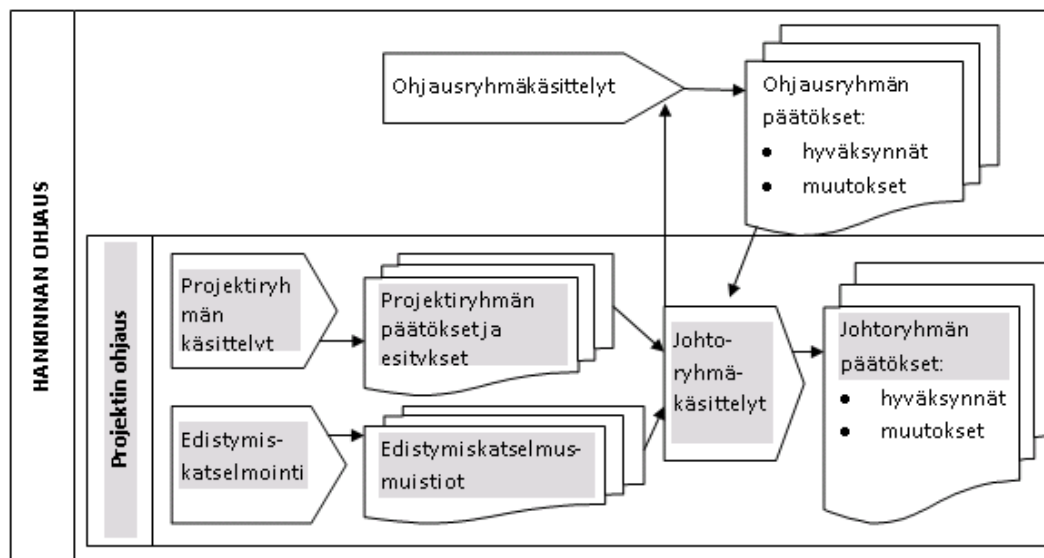 HANKINNAN OHJAUS
Ohjausryhmäkäsittelyt
Ohjausryhmän
päätökset:
• hyväksynnät
• muutokset
Projektin ohjaus
Projektiryh
män
käsittelyt
Projektiryhmän
päätökset ja
esitykset
Johto-
ryhmä-
käsittelyt
Johtoryhmän
päätökset:
• hyväksynnät
• muutokset
Edistymis-
katselmointi
Edistymiskatselmus-
muistiot